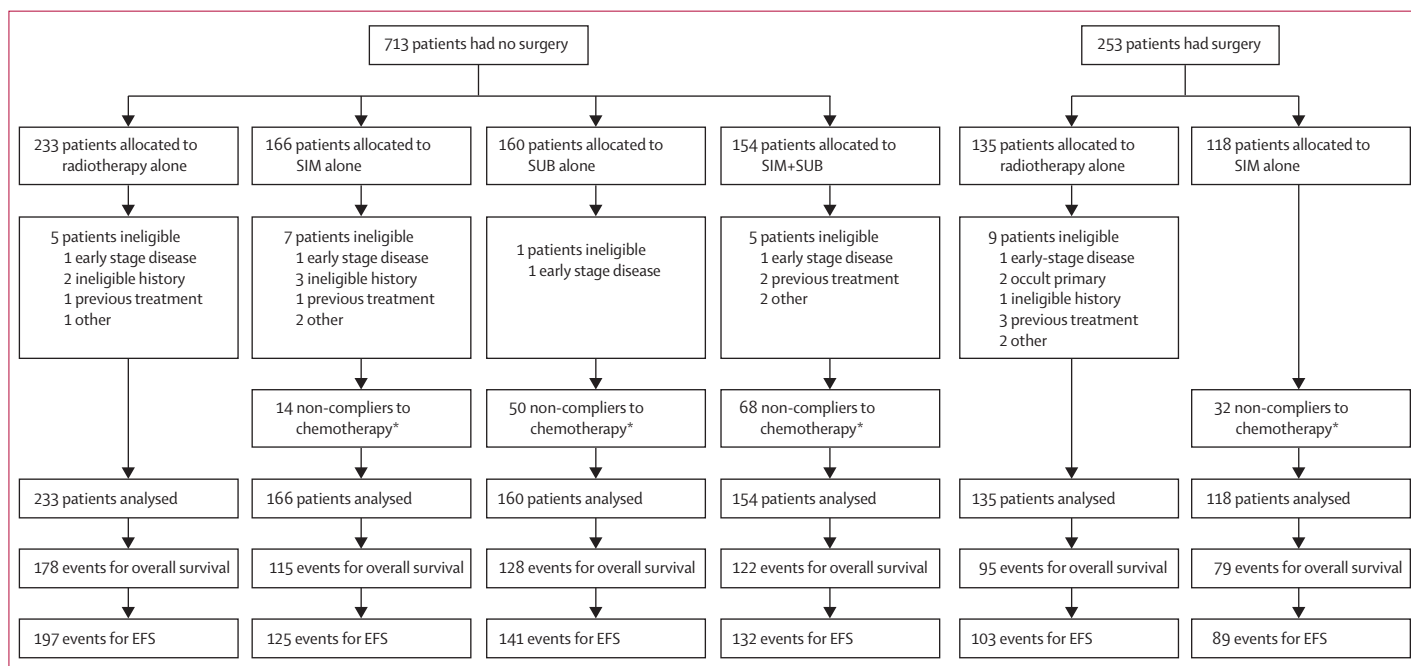 713 patients had no surgery
253 patients had surgery
233 patients allocated to
radiotherapy alone
166 patients allocated to
SIM alone
160 patients allocated to
SUB alone
154 patients allocated to
SIM+SUB
135 patients allocated to
radiotherapy alone
118 patients allocated to
SIM alone
5 patients ineligible
1 early stage disease
2 ineligible history
1 previous treatment
1 other
7 patients ineligible
1 early stage disease
3 ineligible history
1 previous treatment
2 other
1 patients ineligible
1 early stage disease
5 patients ineligible
1 early stage disease
2 previous treatment
2 other
9 patients ineligible
1 early-stage disease
2 occult primary
1 ineligible history
3 previous treatment
2 other
14 non-compliers to
chemotherapy*
50 non-compliers to
chemotherapy*
68 non-compliers to
chemotherapy*
32 non-compliers to
chemotherapy*
233 patients analysed
166 patients analysed
160 patients analysed
154 patients analysed
135 patients analysed
118 patients analysed
178 events for overall survival
115 events for overall survival
128 events for overall survival
122 events for overall survival
95 events for overall survival
79 events for overall survival
197 events for EFS
125 events for EFS
141 events for EFS
132 events for EFS
103 events for EFS
89 events for EFS